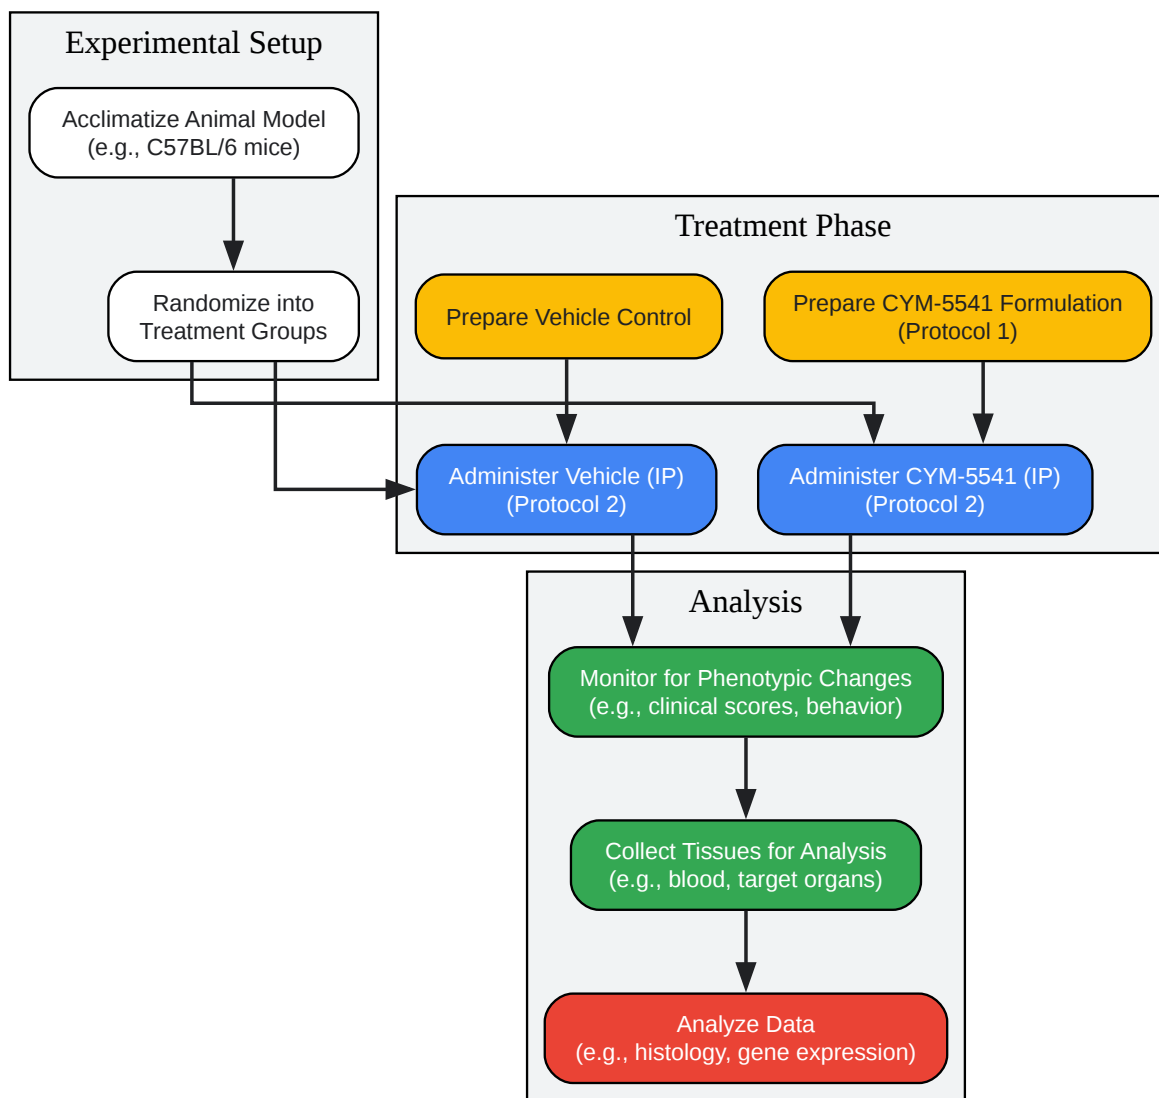 Experimental Setup
Acclimatize Animal Model
(e.g., C57BL/6 mice)
Randomize into
Treatment Groups
Treatment Phase
Prepare Vehicle Control
Prepare CYM-5541 Formulation
(Protocol 1)
Administer Vehicle (IP)
(Protocol 2)
Administer CYM-5541 (IP)
(Protocol 2)
Analysis
Monitor for Phenotypic Changes
(e.g., clinical scores, behavior)
Collect Tissues for Analysis
(e.g., blood, target organs)
Analyze Data
(e.g., histology, gene expression)